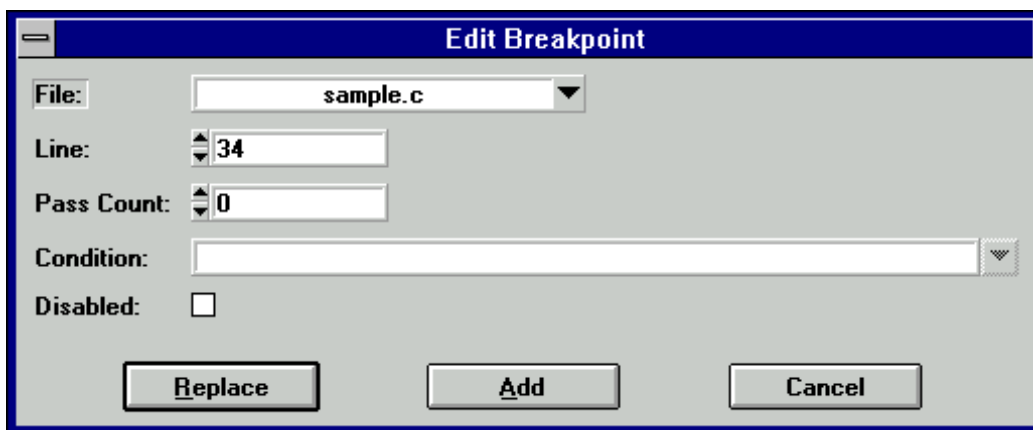 Edit Breakpoint
File: sample.c
Line: 34
Pass Count: 0
Condition:
Disabled:
Replace Add Cancel